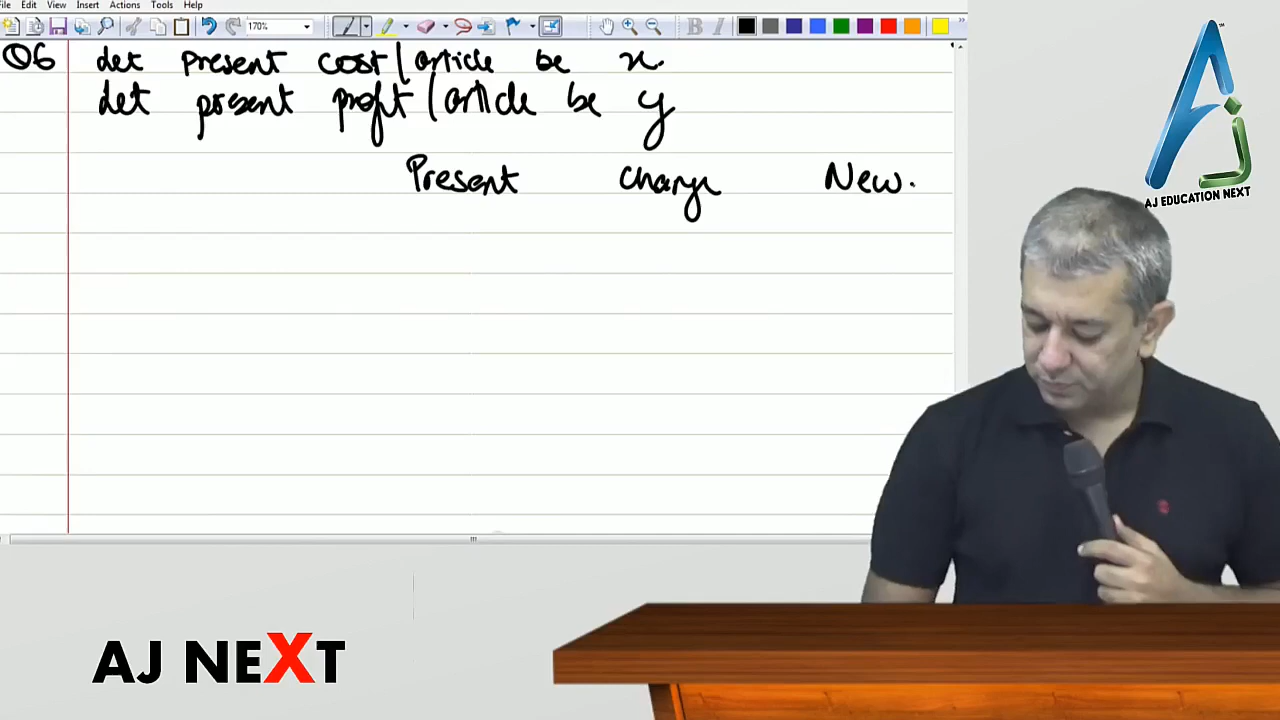 File Edit View Insert Actions Tools Help
170%
B I
Q6 Let present cost/article be x.
Let present profit/article be y
Present Change New.
AJ EDUCATION NEXT
AJ NEXT